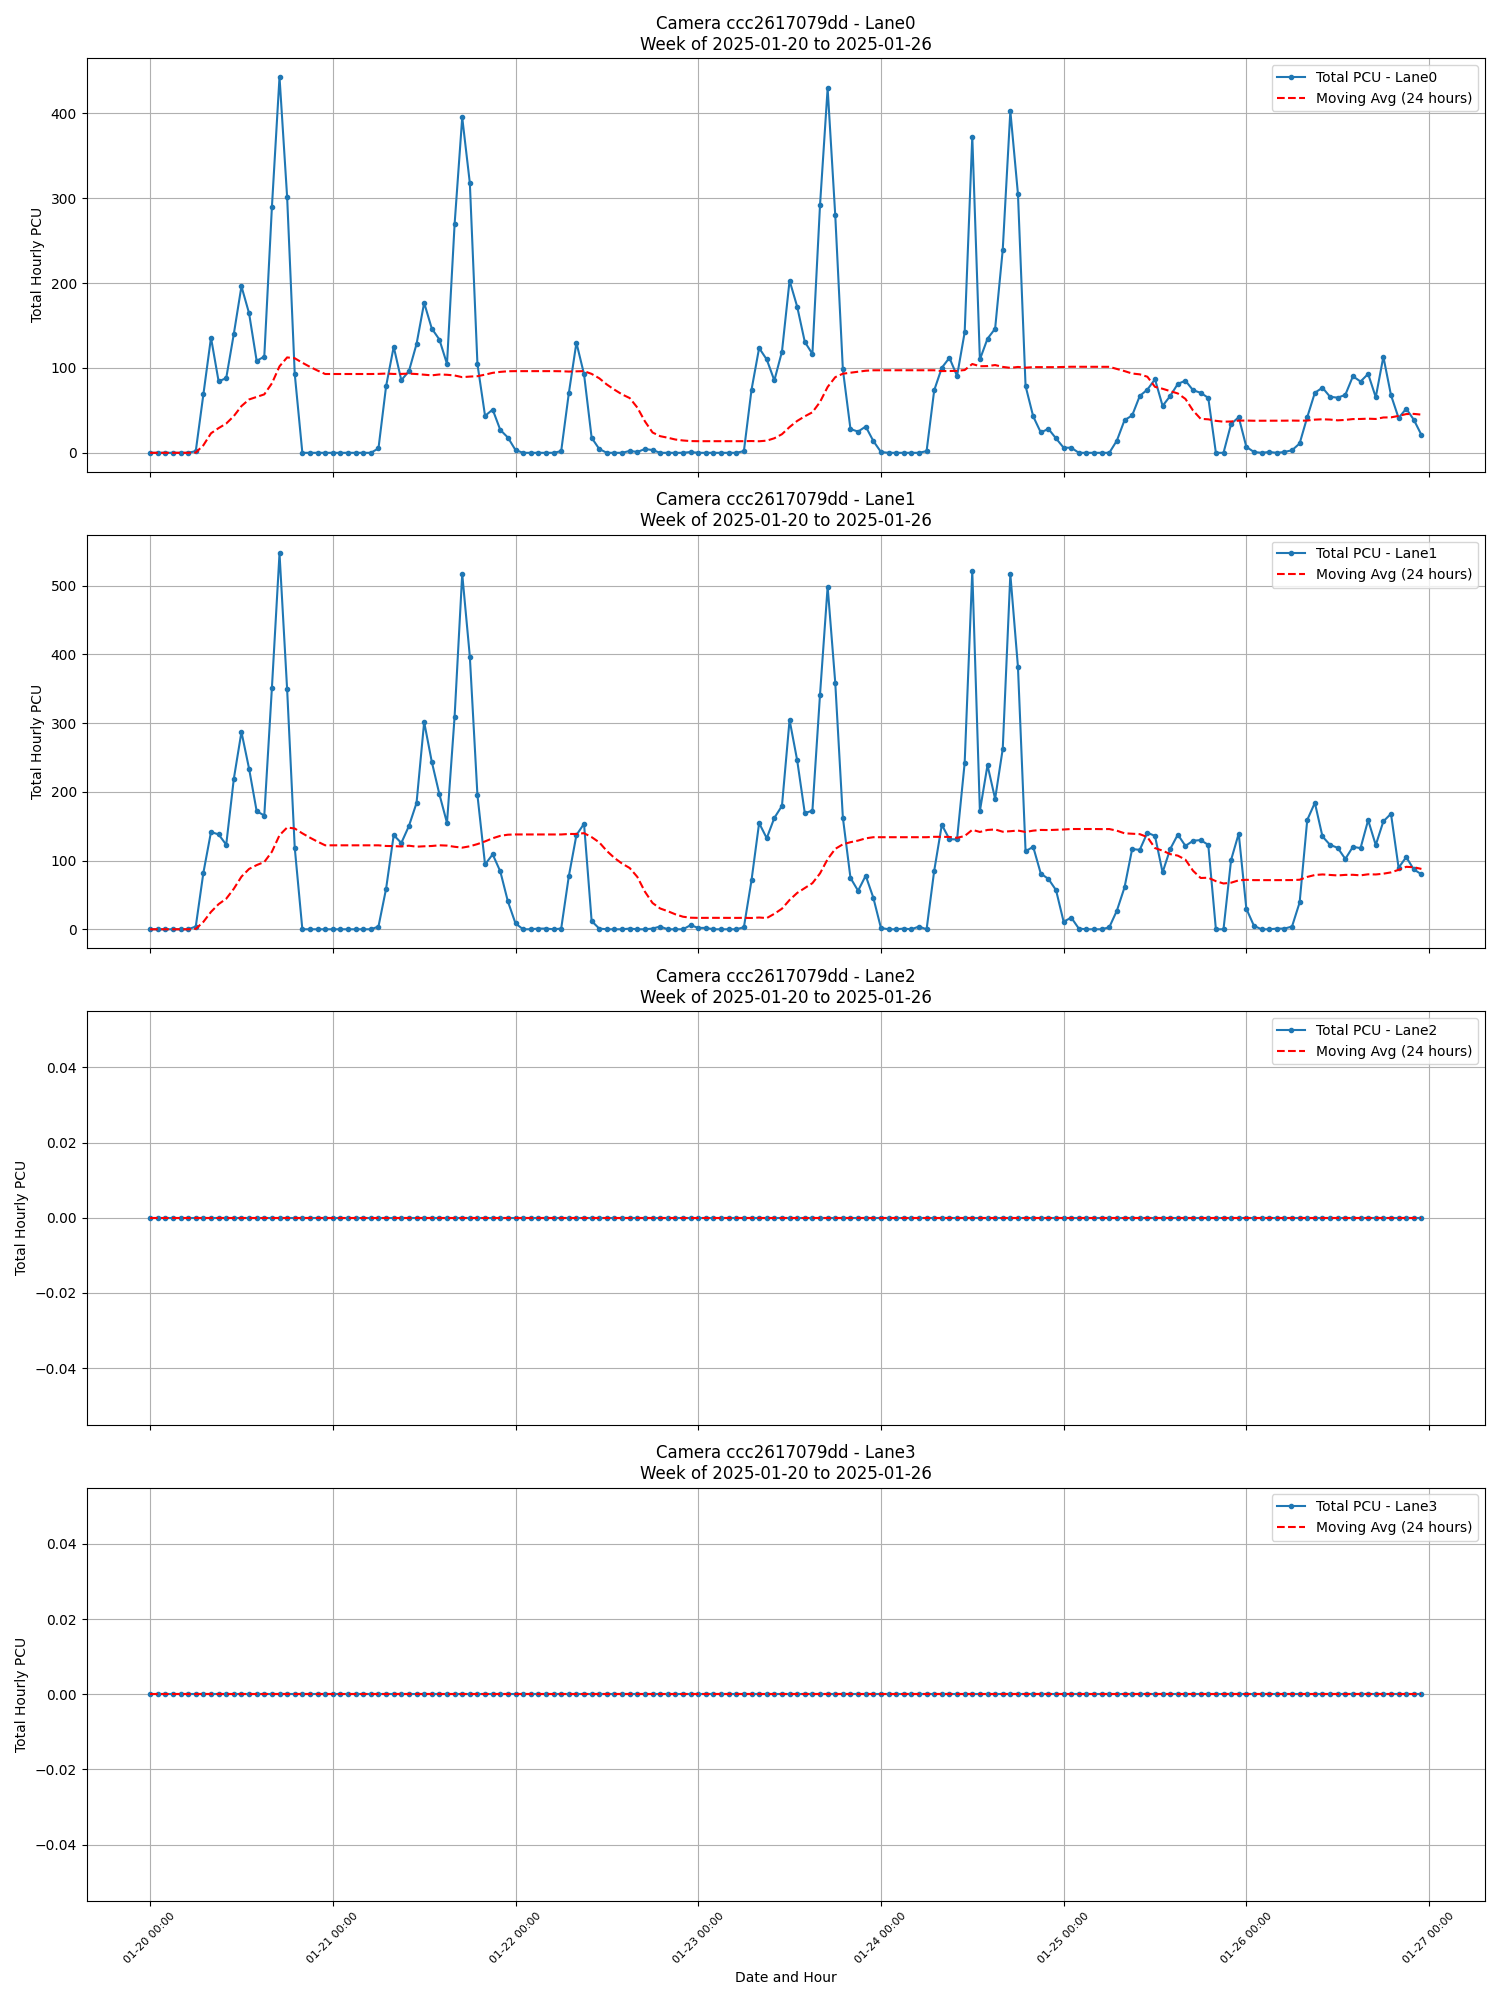 Camera ccc2617079dd - Lane0
Week of 2025-01-20 to 2025-01-26
Total PCU - Lane0
Moving Avg (24 hours)
Total Hourly PCU
400
300
200
100
0
Camera ccc2617079dd - Lane1
Week of 2025-01-20 to 2025-01-26
Total PCU - Lane1
Moving Avg (24 hours)
Total Hourly PCU
500
400
300
200
100
0
Camera ccc2617079dd - Lane2
Week of 2025-01-20 to 2025-01-26
Total PCU - Lane2
Moving Avg (24 hours)
Total Hourly PCU
0.04
0.02
0.00
−0.02
−0.04
Camera ccc2617079dd - Lane3
Week of 2025-01-20 to 2025-01-26
Total PCU - Lane3
Moving Avg (24 hours)
Total Hourly PCU
0.04
0.02
0.00
−0.02
−0.04
01-20 00:00
01-21 00:00
01-22 00:00
01-23 00:00
01-24 00:00
01-25 00:00
01-26 00:00
01-27 00:00
Date and Hour